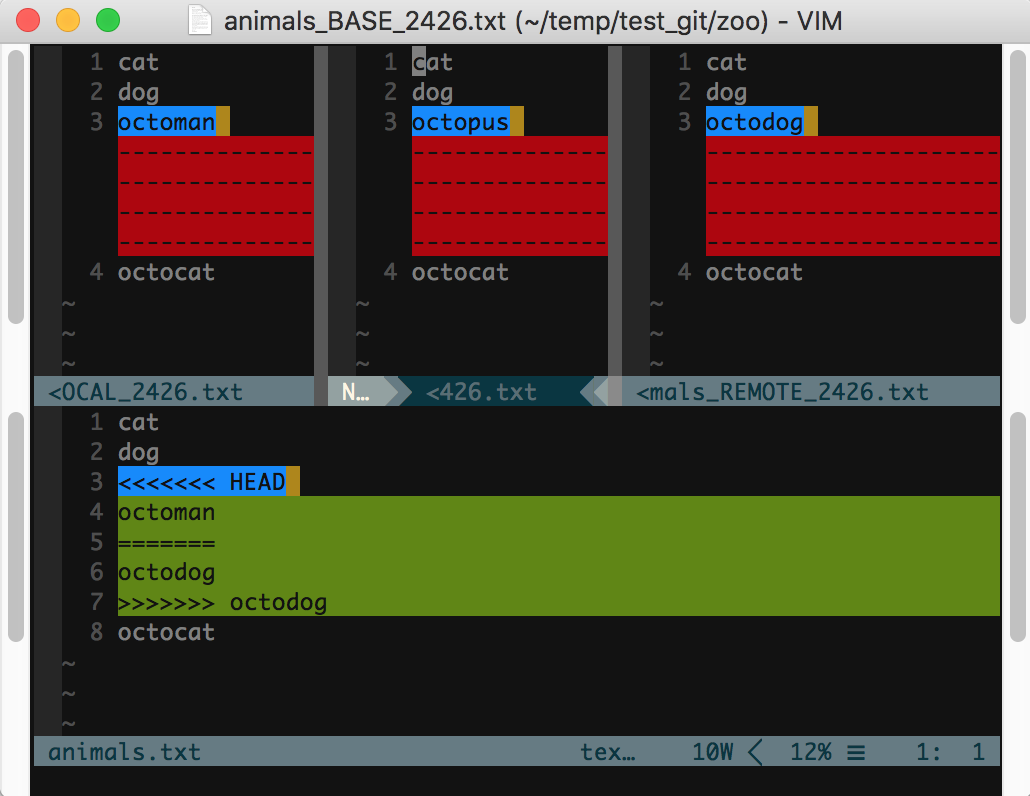 animals_BASE_2426.txt (~/temp/test_git/zoo) - VIM
1 cat
2 dog
3 octoman
--------------
--------------
--------------
--------------
4 octocat
~
~
~
<OCAL_2426.txt
1 cat
2 dog
3 octopus
--------------
--------------
--------------
--------------
4 octocat
~
~
~
N… <426.txt
1 cat
2 dog
3 octodog
---------------------
---------------------
---------------------
---------------------
4 octocat
~
~
~
<mals_REMOTE_2426.txt
1 cat
2 dog
3 <<<<<<< HEAD
4 octoman
5 =======
6 octodog
7 >>>>>>> octodog
8 octocat
~
~
~
animals.txt tex… 10W < 12% ≡ 1: 1